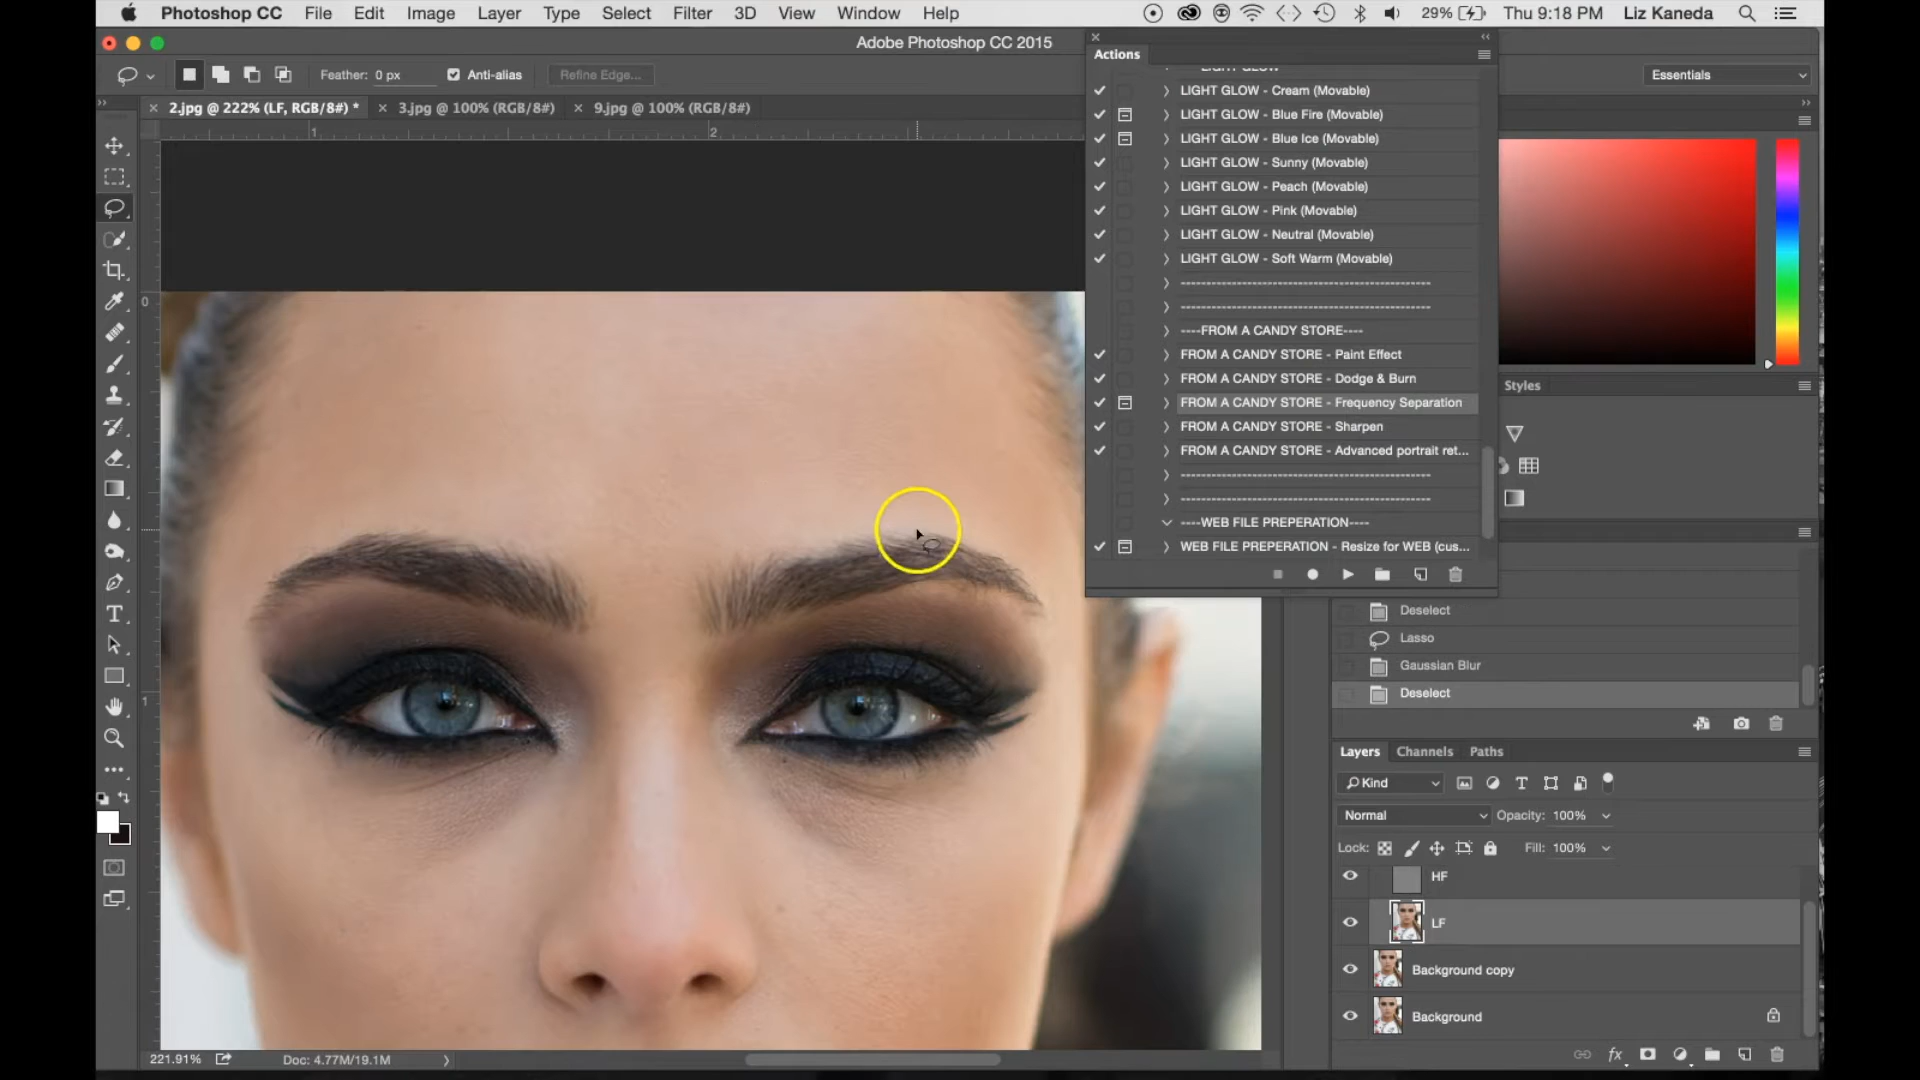 Photoshop CC File Edit Image Layer Type Select Filter 3D View Window Help 29% Thu 9:18 PM Liz Kaneda
Adobe Photoshop CC 2015
Feather: 0 px Anti-alias Refine Edge... Essentials
2.jpg @ 222% (LF, RGB/8#) * 3.jpg @ 100% (RGB/8#) 9.jpg @ 100% (RGB/8#)
1 2
0
1
Actions
LIGHT GLOW
LIGHT GLOW - Cream (Movable)
LIGHT GLOW - Blue Fire (Movable)
LIGHT GLOW - Blue Ice (Movable)
LIGHT GLOW - Sunny (Movable)
LIGHT GLOW - Peach (Movable)
LIGHT GLOW - Pink (Movable)
LIGHT GLOW - Neutral (Movable)
LIGHT GLOW - Soft Warm (Movable)
--------------------------------------------------
--------------------------------------------------
----FROM A CANDY STORE----
FROM A CANDY STORE - Paint Effect
FROM A CANDY STORE - Dodge & Burn
FROM A CANDY STORE - Frequency Separation
FROM A CANDY STORE - Sharpen
FROM A CANDY STORE - Advanced portrait ret...
--------------------------------------------------
--------------------------------------------------
----WEB FILE PREPERATION----
WEB FILE PREPERATION - Resize for WEB (cus...
Styles
Deselect
Lasso
Gaussian Blur
Deselect
Layers Channels Paths
Kind
Normal Opacity: 100%
Lock: Fill: 100%
HF
LF
Background copy
Background
fx
221.91% Doc: 4.77M/19.1M